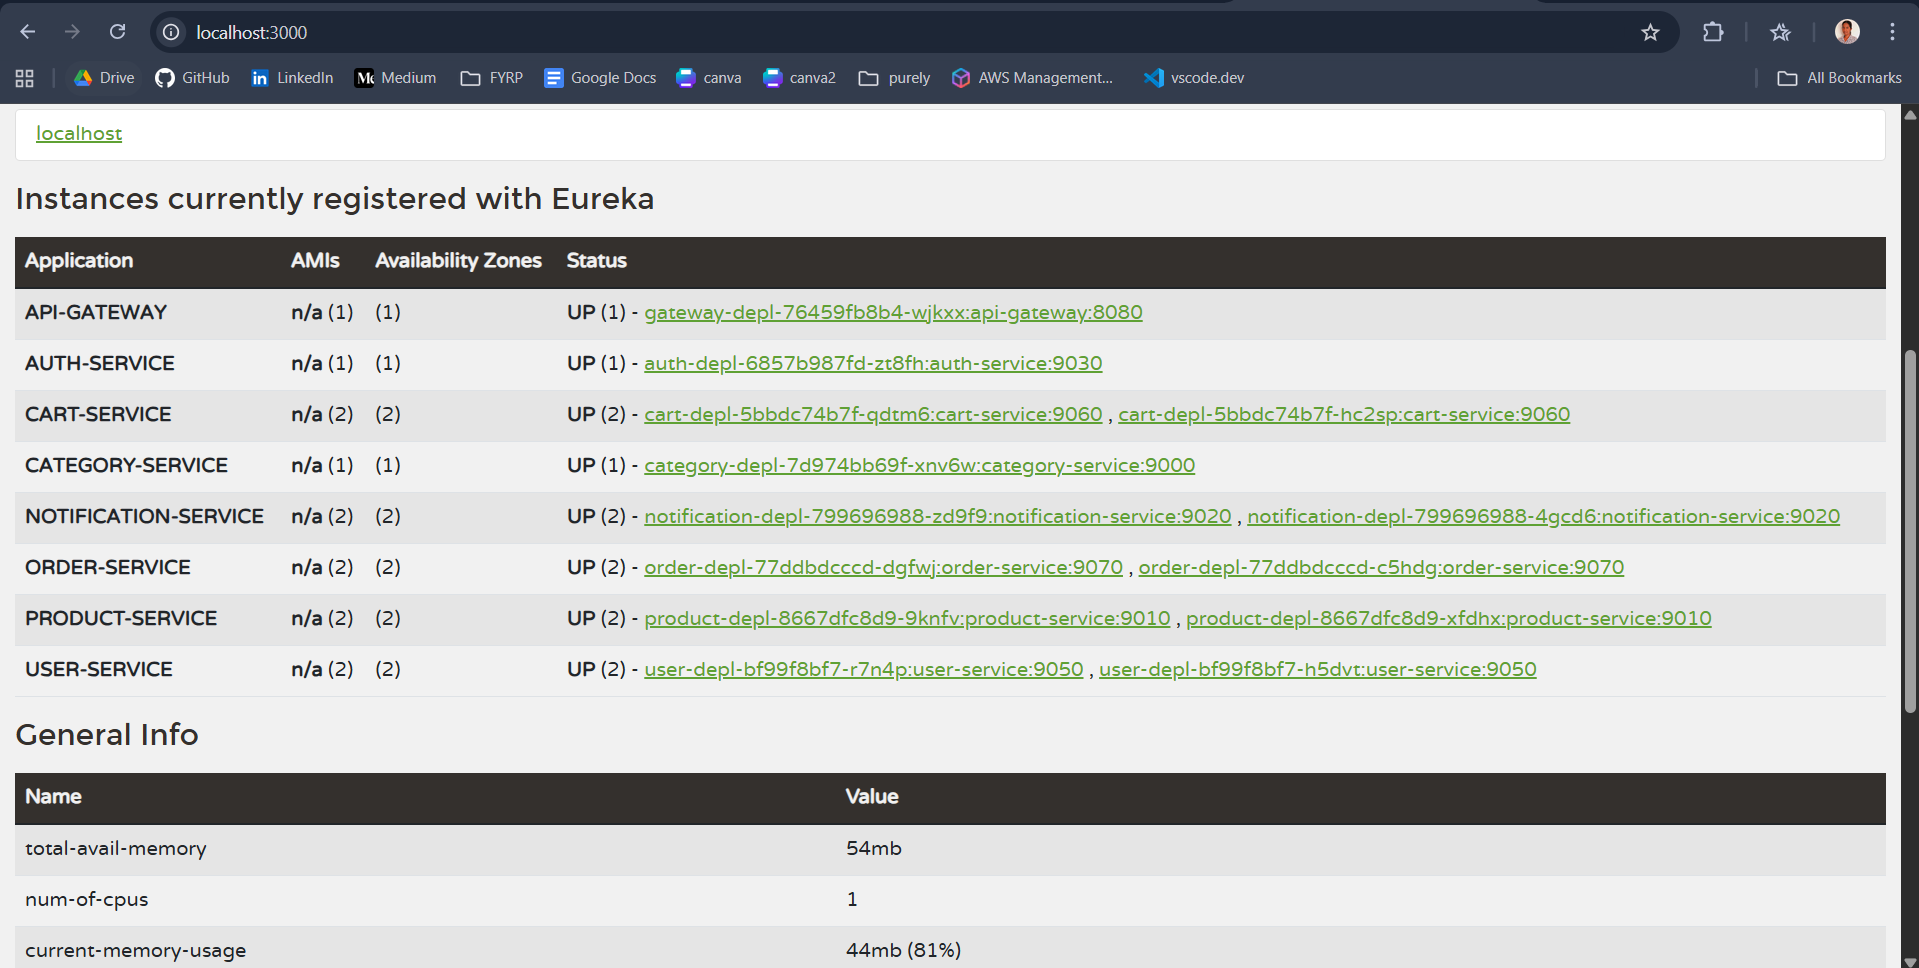 localhost:3000
Drive GitHub LinkedIn Medium FYRP Google Docs canva canva2 purely AWS Management... vscode.dev All Bookmarks
localhost
Instances currently registered with Eureka
Application AMIs Availability Zones Status
API-GATEWAY n/a (1) (1) UP (1) - gateway-depl-76459fb8b4-wjkxx:api-gateway:8080
AUTH-SERVICE n/a (1) (1) UP (1) - auth-depl-6857b987fd-zt8fh:auth-service:9030
CART-SERVICE n/a (2) (2) UP (2) - cart-depl-5bbdc74b7f-qdtm6:cart-service:9060 , cart-depl-5bbdc74b7f-hc2sp:cart-service:9060
CATEGORY-SERVICE n/a (1) (1) UP (1) - category-depl-7d974bb69f-xnv6w:category-service:9000
NOTIFICATION-SERVICE n/a (2) (2) UP (2) - notification-depl-799696988-zd9f9:notification-service:9020 , notification-depl-799696988-4gcd6:notification-service:9020
ORDER-SERVICE n/a (2) (2) UP (2) - order-depl-77ddbdcccd-dgfwj:order-service:9070 , order-depl-77ddbdcccd-c5hdg:order-service:9070
PRODUCT-SERVICE n/a (2) (2) UP (2) - product-depl-8667dfc8d9-9knfv:product-service:9010 , product-depl-8667dfc8d9-xfdhx:product-service:9010
USER-SERVICE n/a (2) (2) UP (2) - user-depl-bf99f8bf7-r7n4p:user-service:9050 , user-depl-bf99f8bf7-h5dvt:user-service:9050
General Info
Name Value
total-avail-memory 54mb
num-of-cpus 1
current-memory-usage 44mb (81%)